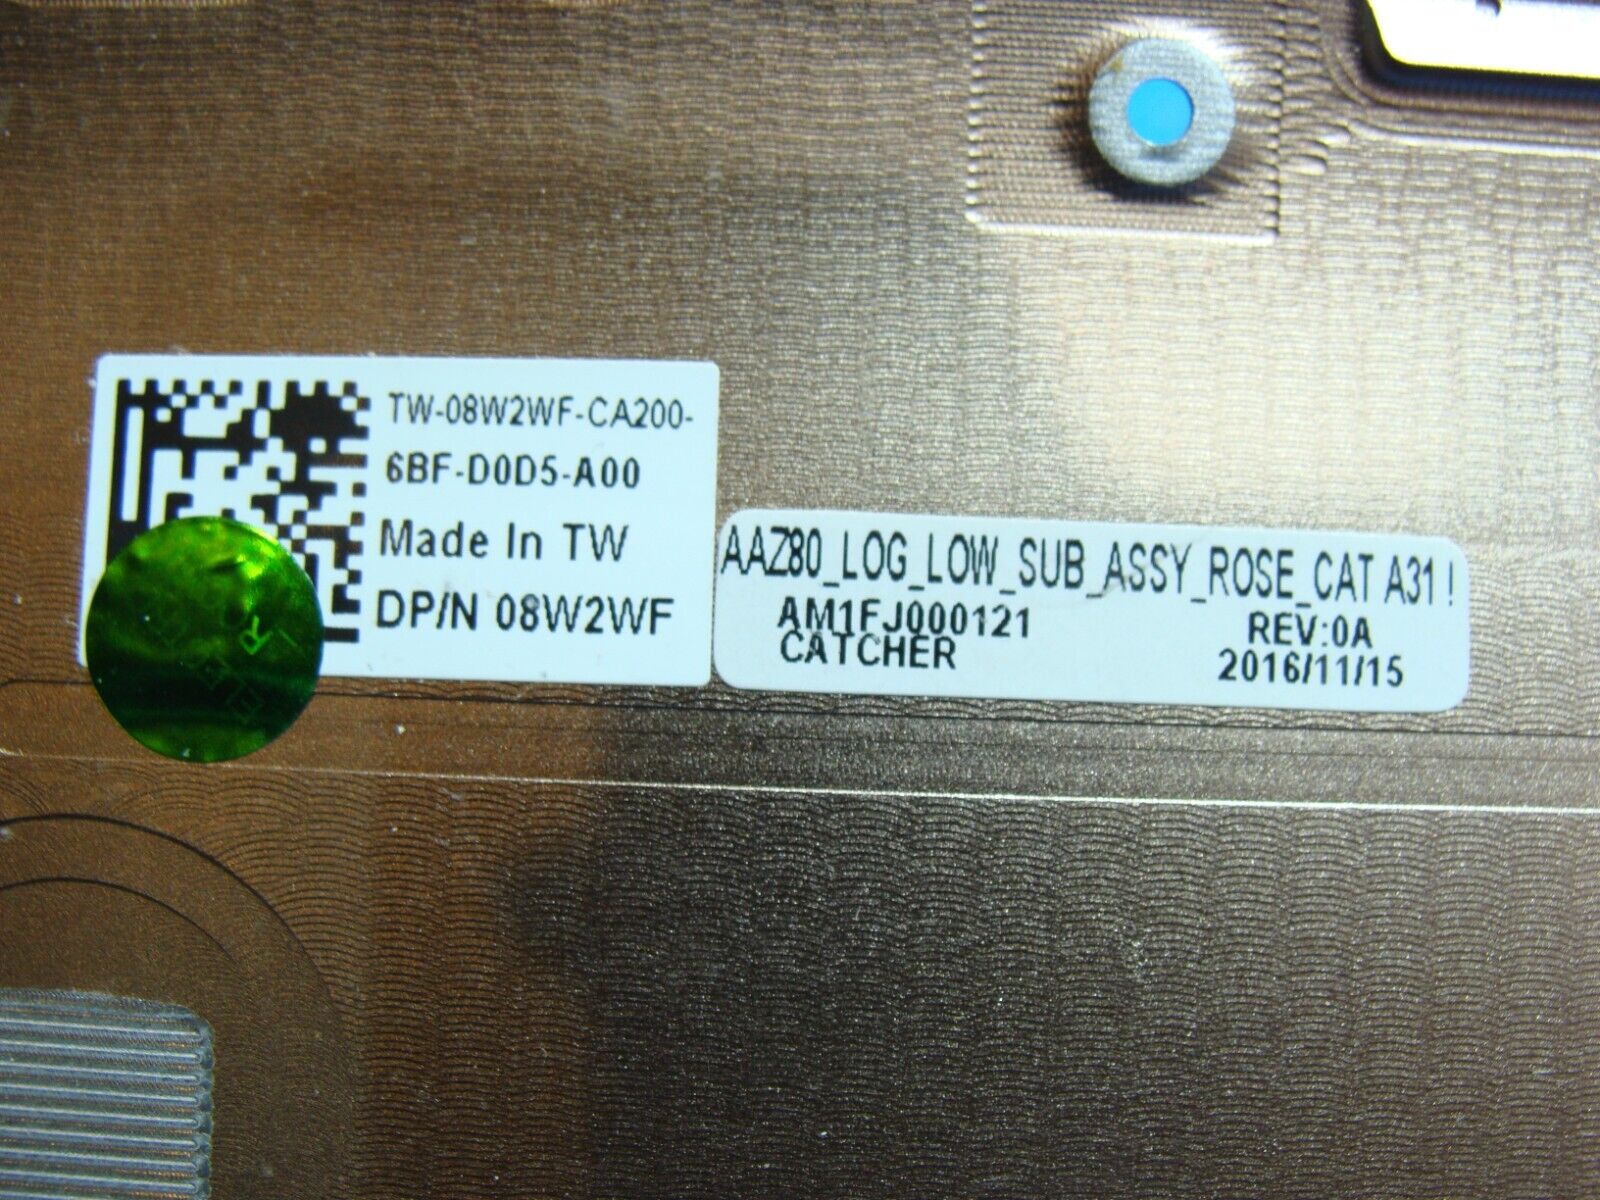 TW-08W2WF-CA200-
6BF-D0D5-A00
Made In TW
DP/N 08W2WF
AAZ80_LOG_LOW_SUB_ASSY_ROSE_CAT A31 !
AM1FJ000121
REV:0A
CATCHER
2016/11/15